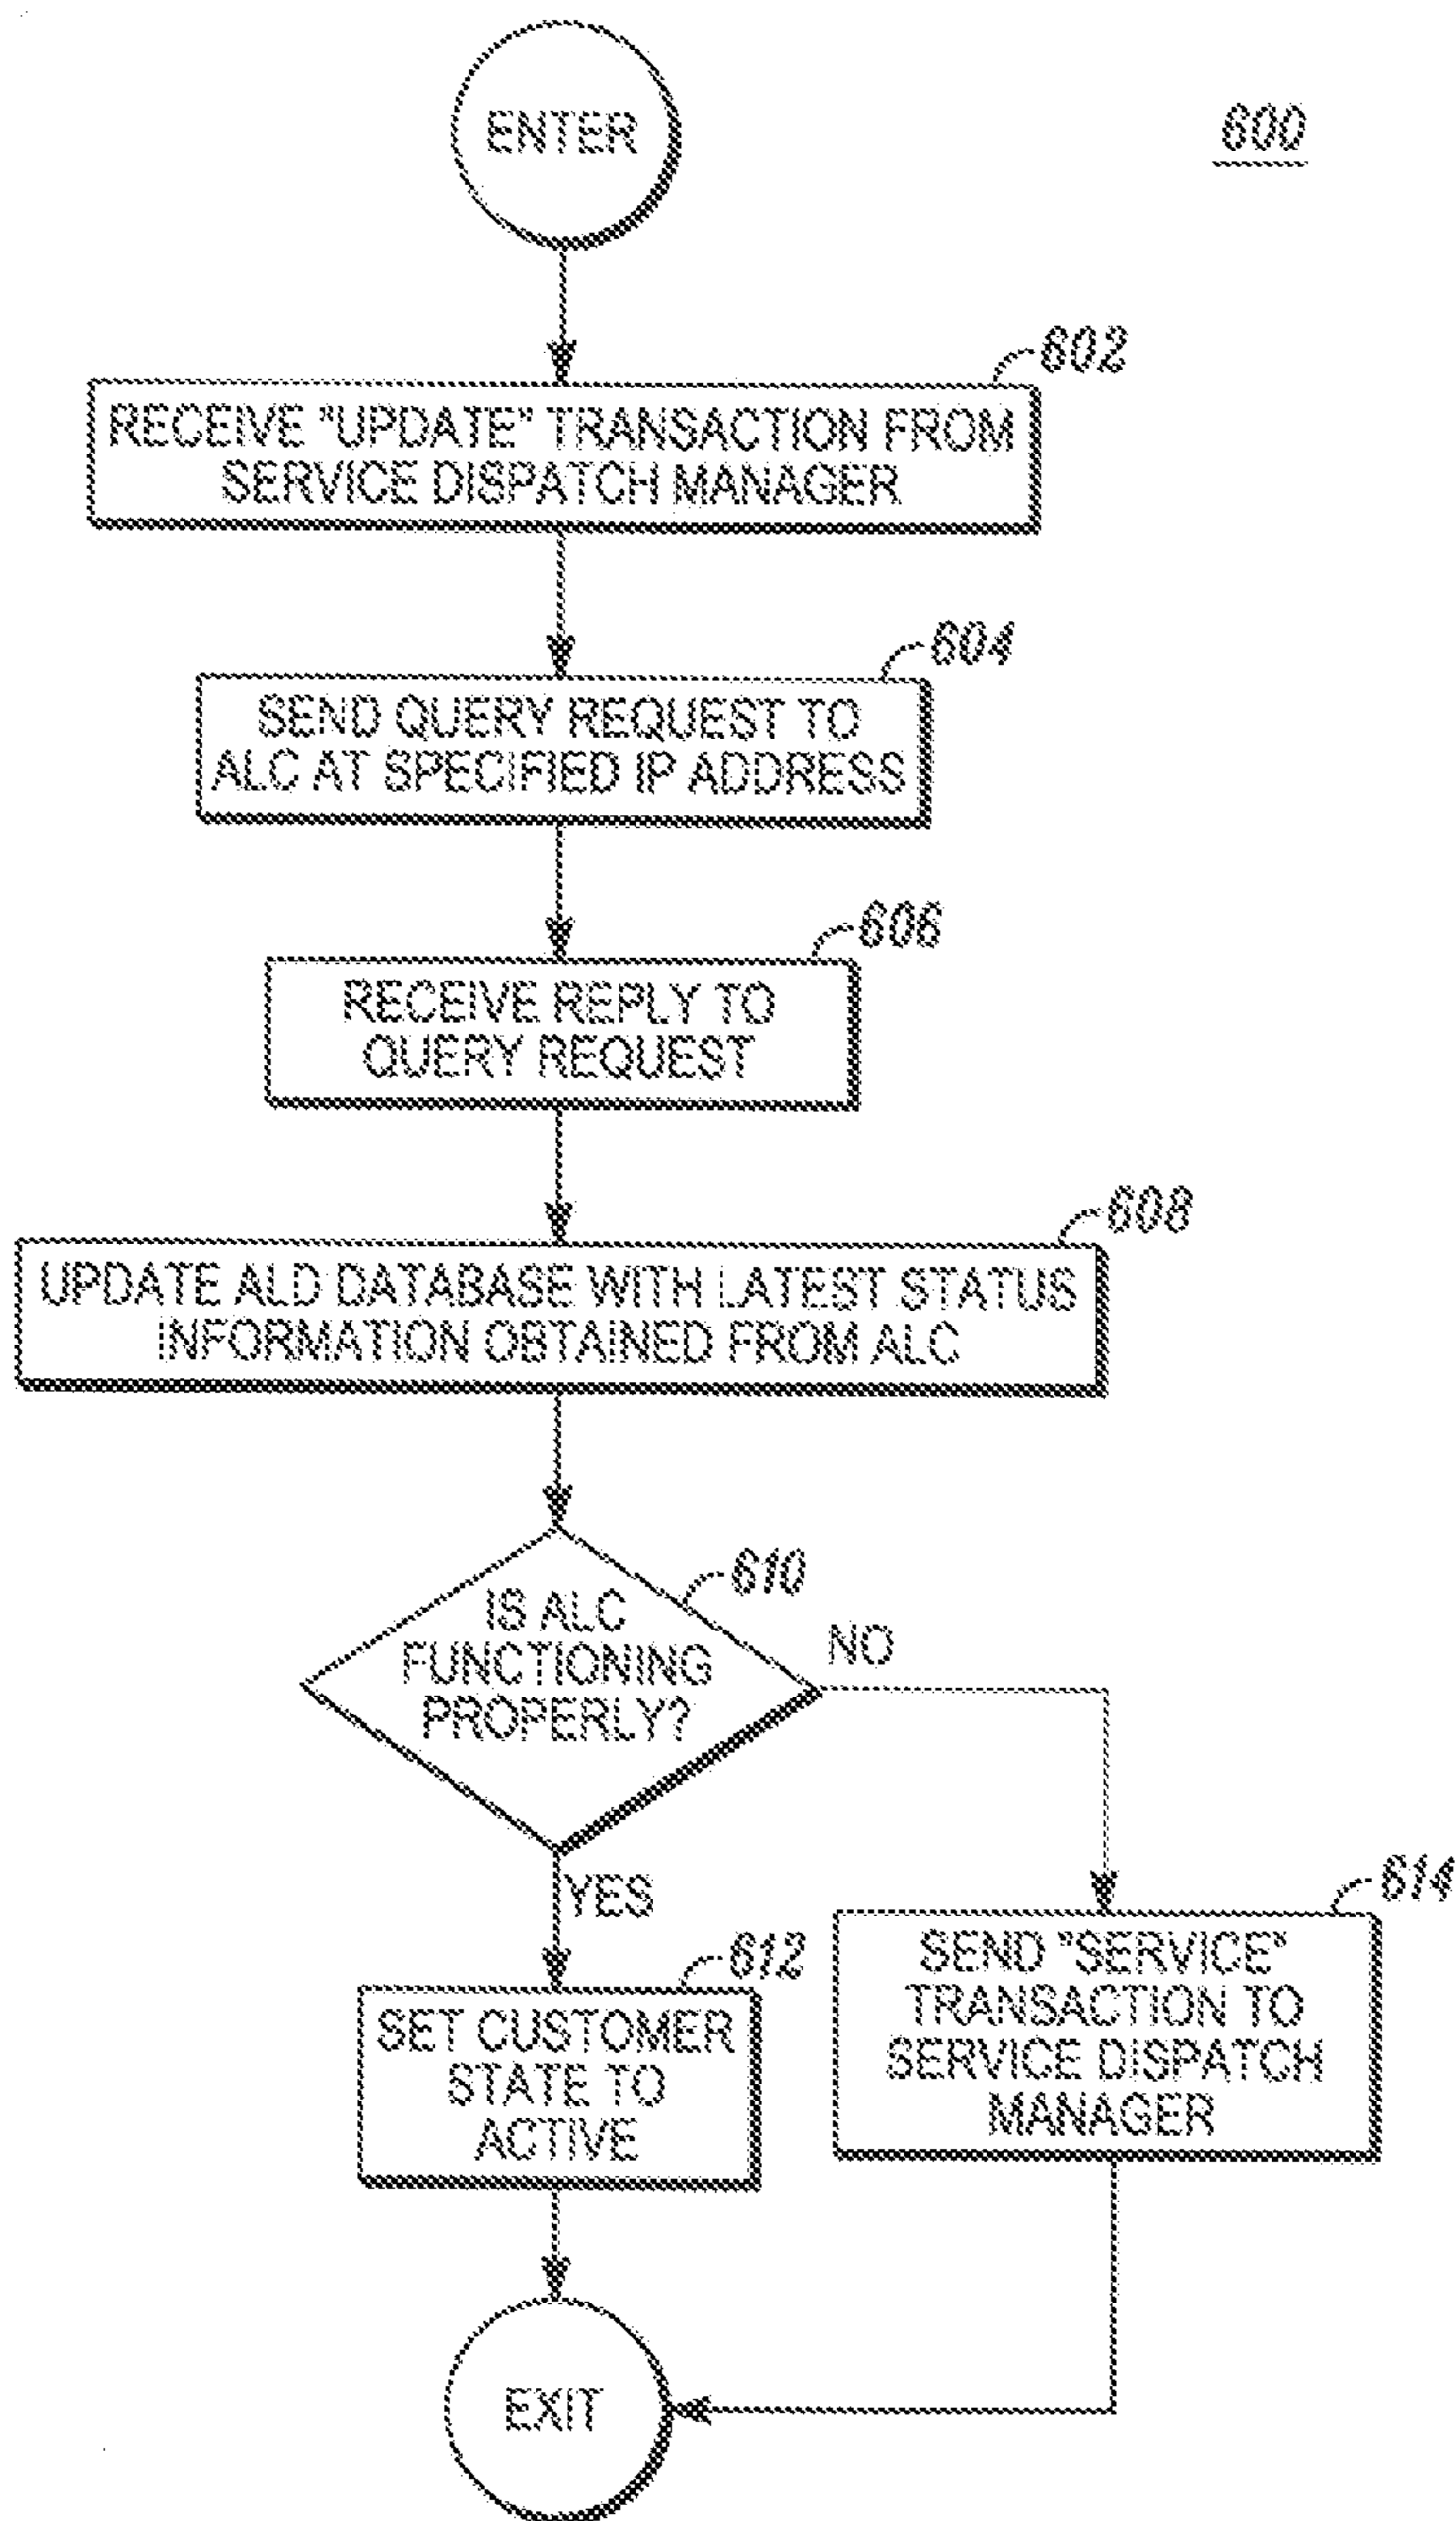 ENTER
600
602
RECEIVE "UPDATE" TRANSACTION FROM
SERVICE DISPATCH MANAGER
604
SEND QUERY REQUEST TO
ALC AT SPECIFIED IP ADDRESS
606
RECEIVE REPLY TO
QUERY REQUEST
608
UPDATE ALD DATABASE WITH LATEST STATUS
INFORMATION OBTAINED FROM ALC
610
IS ALC
FUNCTIONING
PROPERLY?
NO
YES
612
SET CUSTOMER
STATE TO
ACTIVE
614
SEND "SERVICE"
TRANSACTION TO
SERVICE DISPATCH
MANAGER
EXIT